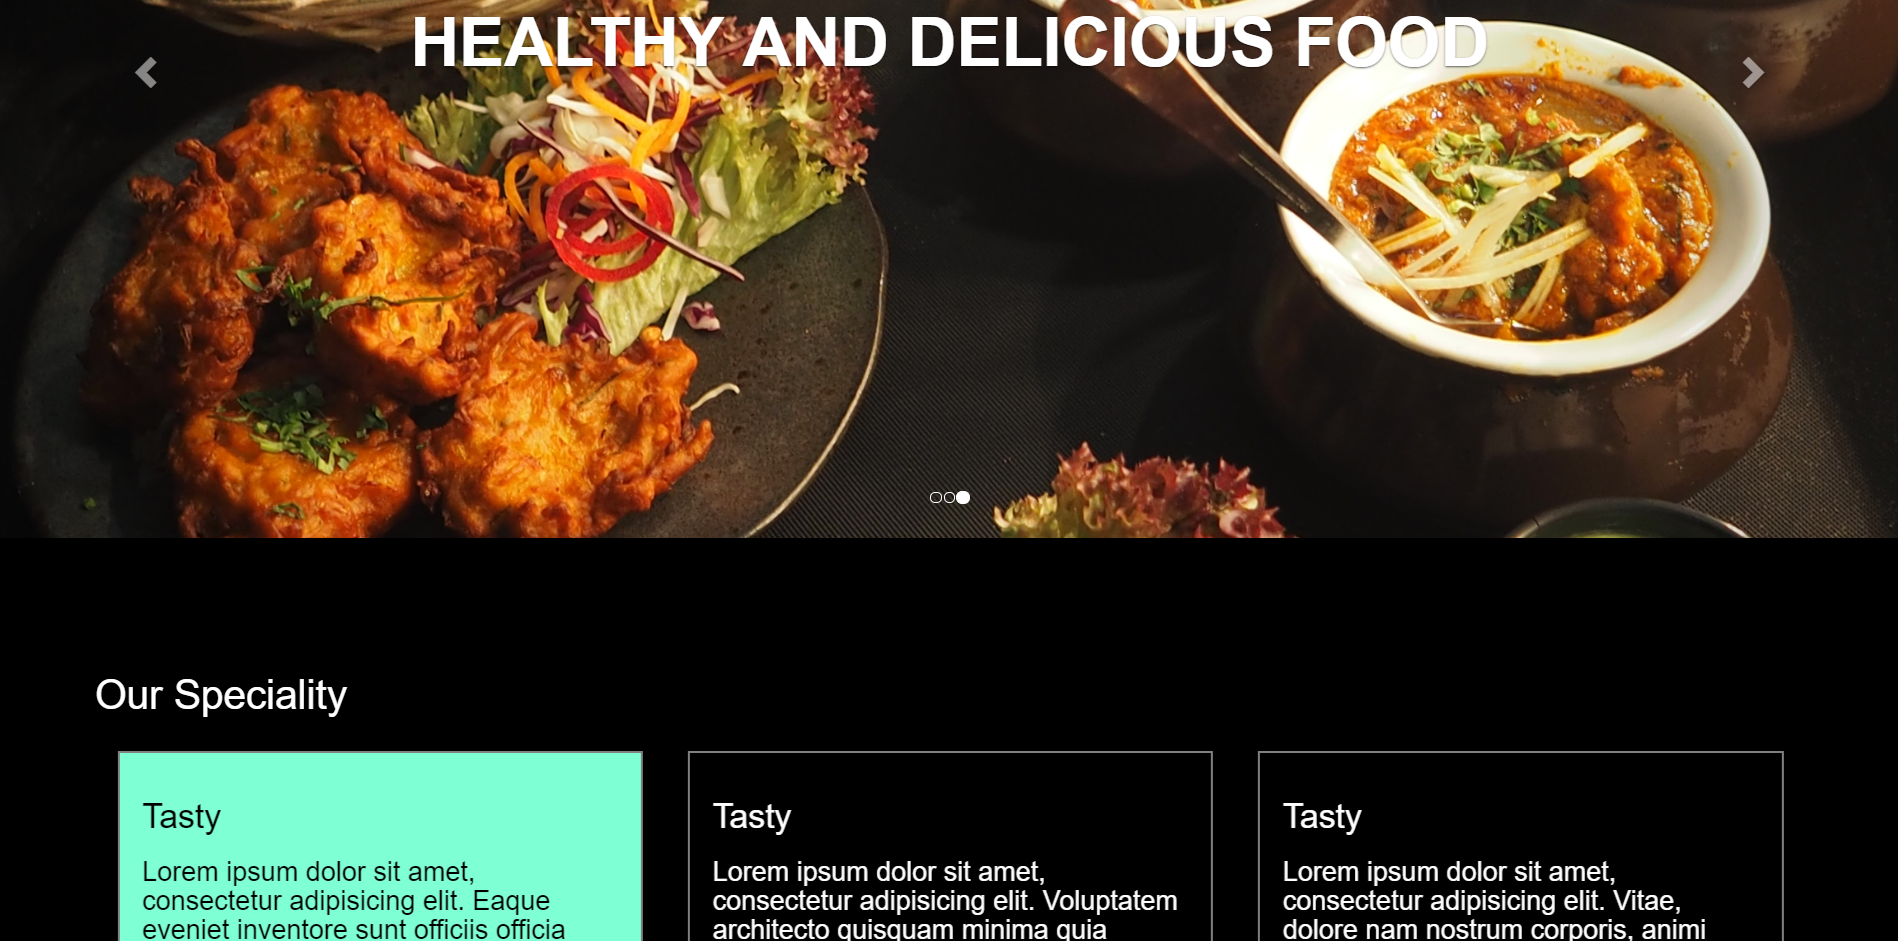 HEALTHY AND DELICIOUS FOOD
Our Speciality
Tasty
Lorem ipsum dolor sit amet,
consectetur adipisicing elit. Eaque
eveniet inventore sunt officiis officia
Tasty
Lorem ipsum dolor sit amet,
consectetur adipisicing elit. Voluptatem
architecto quisquam minima quia
Tasty
Lorem ipsum dolor sit amet,
consectetur adipisicing elit. Vitae,
dolore nam nostrum corporis, animi